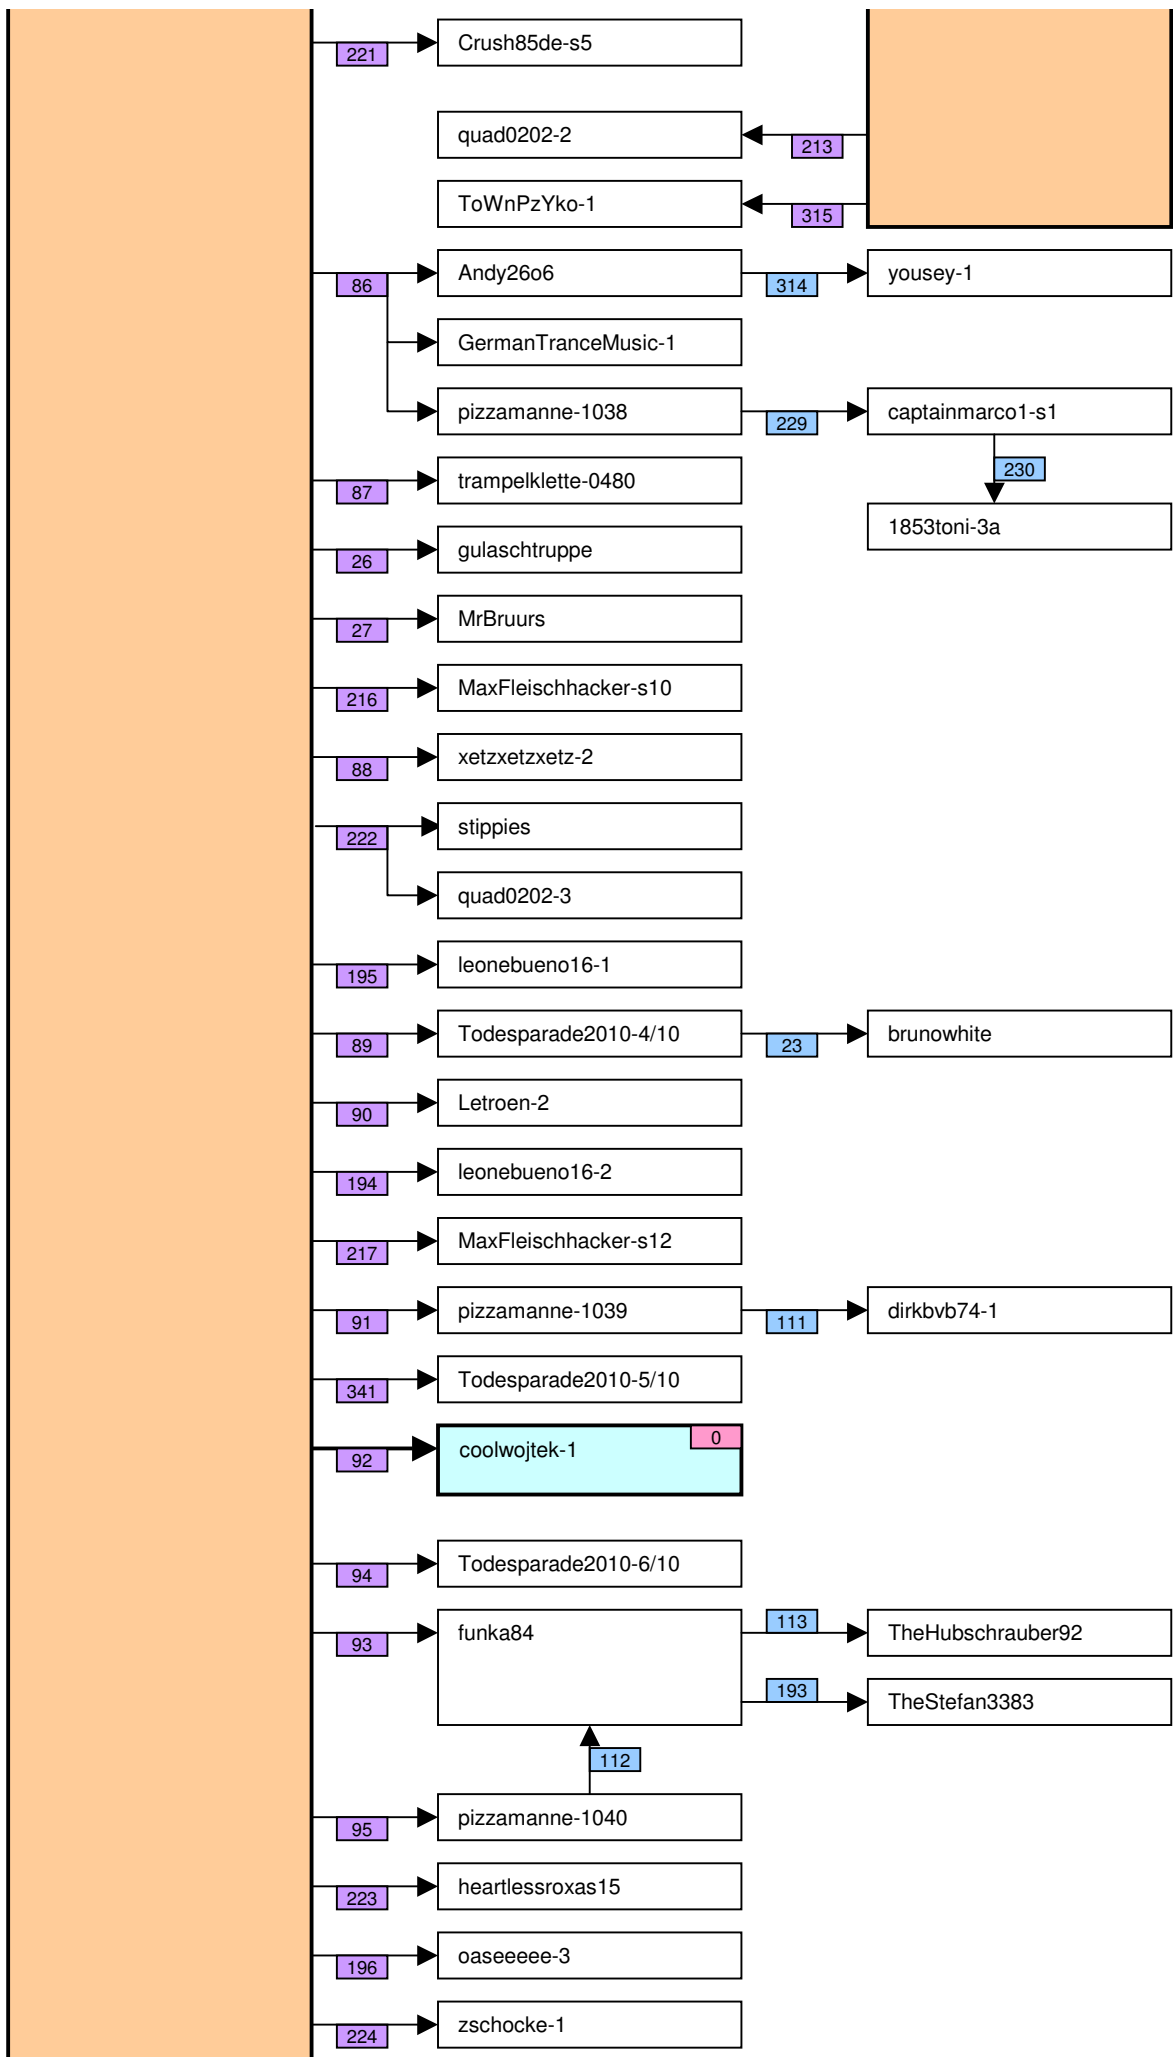 Crush85de-s5
221
quad0202-2
213
ToWnPzYko-1
315
Andy26o6
yousey-1
86
314
GermanTranceMusic-1
pizzamanne-1038
captainmarco1-s1
229
230
trampelklette-0480
87
1853toni-3a
gulaschtruppe
26
MrBruurs
27
MaxFleischhacker-s10
216
xetzxetzxetz-2
88
stippies
222
quad0202-3
leonebueno16-1
195
Todesparade2010-4/10
brunowhite
89
23
Letroen-2
90
leonebueno16-2
194
MaxFleischhacker-s12
217
pizzamanne-1039
dirkbvb74-1
91
111
Todesparade2010-5/10
341
0
coolwojtek-1
92
Todesparade2010-6/10
94
113
funka84
TheHubschrauber92
93
193
TheStefan3383
112
pizzamanne-1040
95
heartlessroxas15
223
oaseeeee-3
196
zschocke-1
224